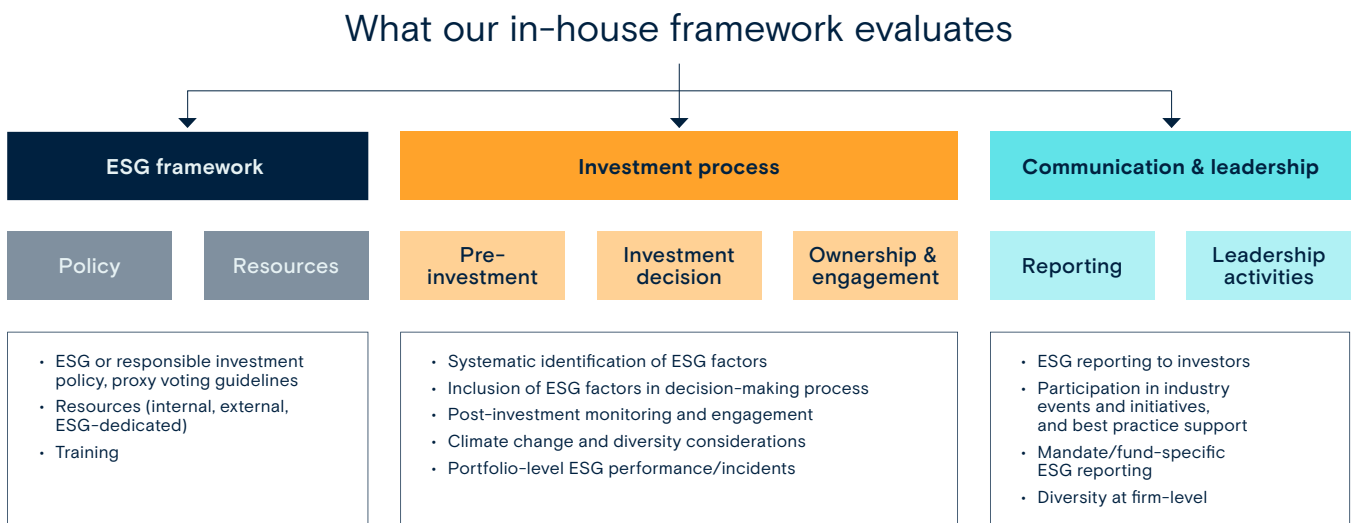 What our in-house framework evaluates
ESG framework
Investment process
Communication & leadership
Policy
Resources
Pre-
investment
Investment
decision
Ownership &
engagement
Reporting
Leadership
activities
• ESG or responsible investment
policy, proxy voting guidelines
• Resources (internal, external,
ESG-dedicated)
• Training
• Systematic identification of ESG factors
• Inclusion of ESG factors in decision-making process
• Post-investment monitoring and engagement
• Climate change and diversity considerations
• Portfolio-level ESG performance/incidents
• ESG reporting to investors
• Participation in industry
events and initiatives,
and best practice support
• Mandate/fund-specific
ESG reporting
• Diversity at firm-level